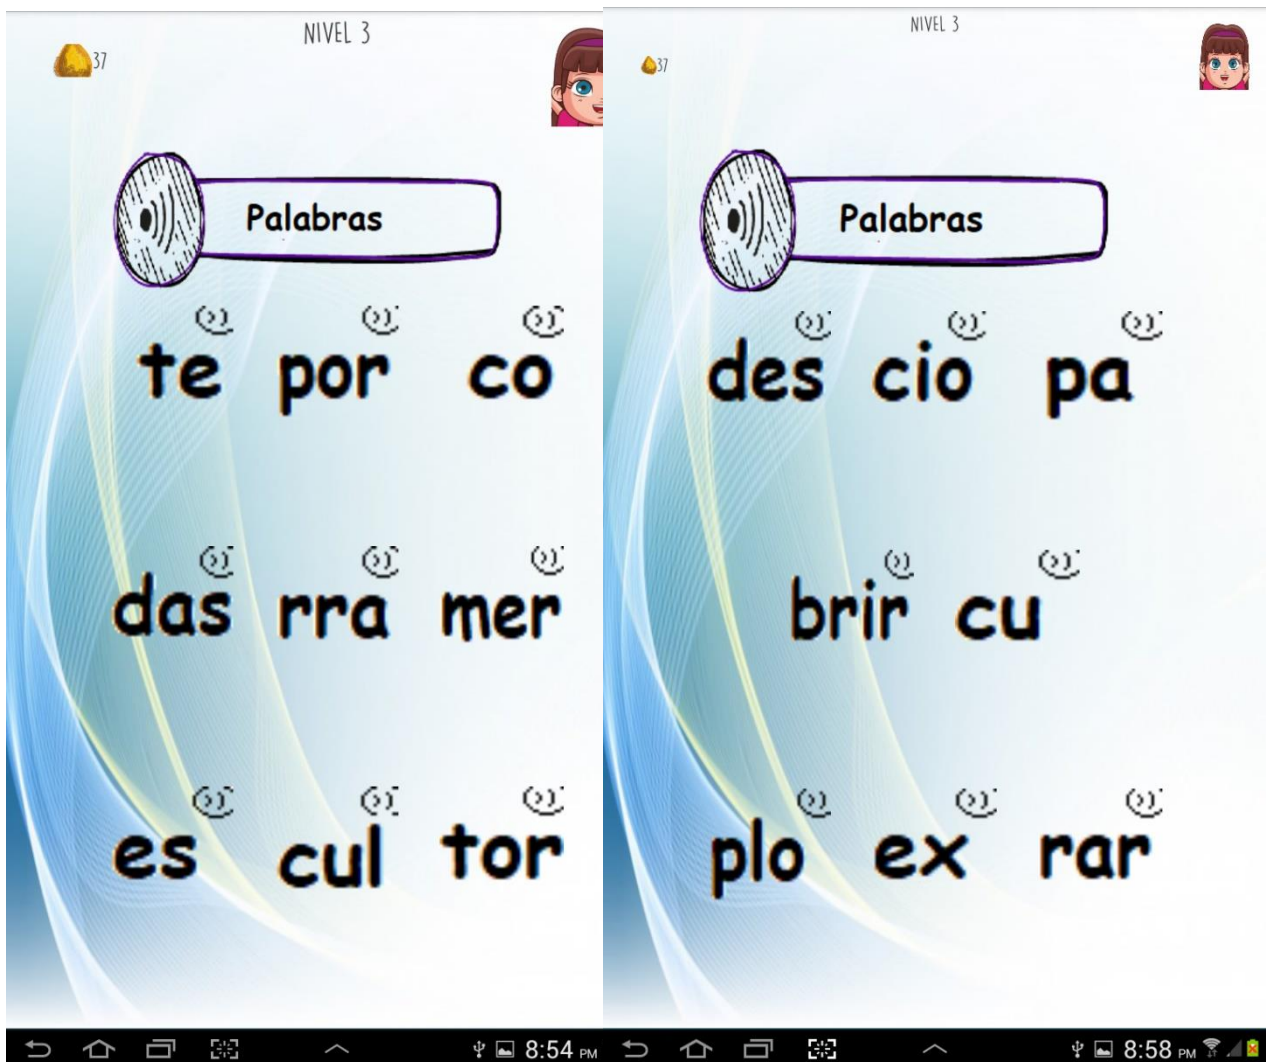 NIVEL 3
37
Palabras
te por co
das rra mer
es cul tor
8:54 PM
NIVEL 3
37
Palabras
des cio pa
brir cu
plo ex rar
8:58 PM